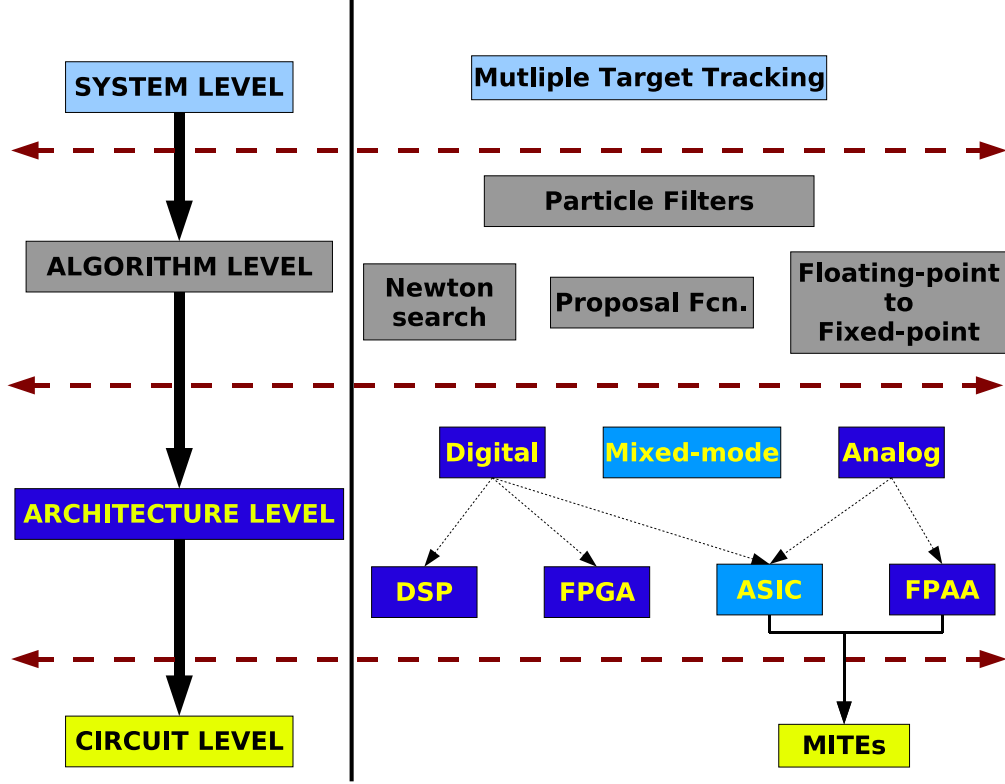 SYSTEM LEVEL
Mutliple Target Tracking
Particle Filters
ALGORITHM LEVEL
Newton
search
Proposal Fcn.
Floating-point
to
Fixed-point
Digital
Mixed-mode
Analog
ARCHITECTURE LEVEL
DSP
FPGA
ASIC
FPAA
CIRCUIT LEVEL
MITEs